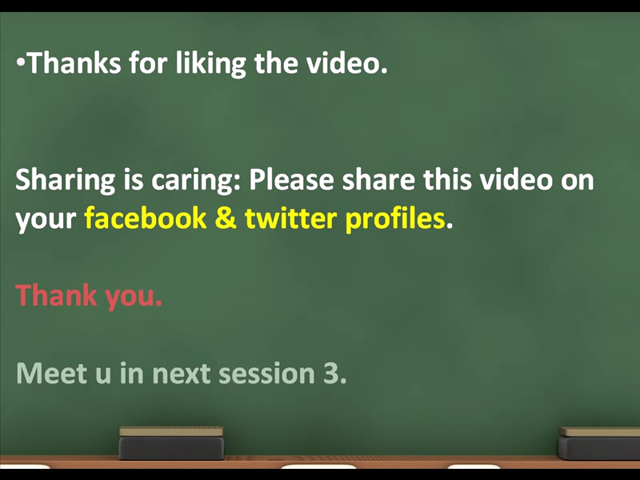 •Thanks for liking the video.
Sharing is caring: Please share this video on
your facebook & twitter profiles.
Thank you.
Meet u in next session 3.